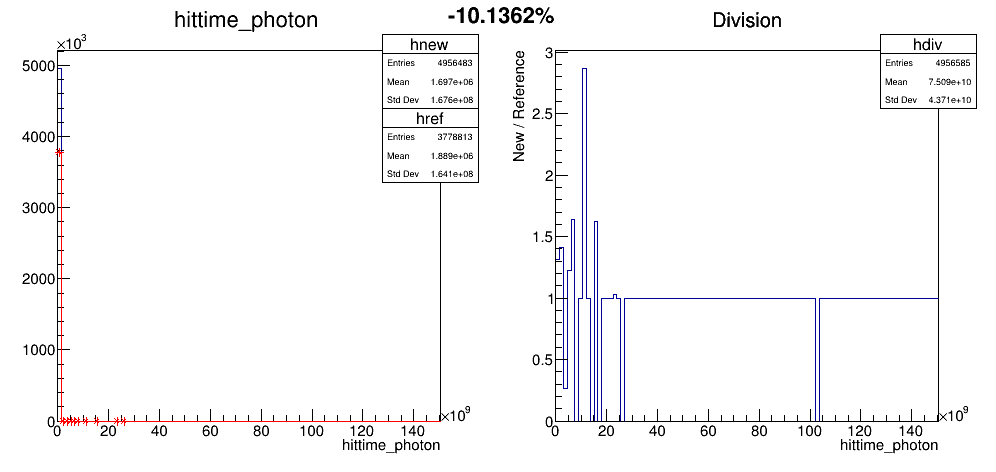 -10.1362%
hittime_photon
×10³
hnew
Entries 4956483
Mean 1.697e+06
Std Dev 1.676e+08
href
Entries 3778813
Mean 1.889e+06
Std Dev 1.641e+08
5000
4000
3000
2000
1000
0
0 20 40 60 80 100 120 140
×10⁹
hittime_photon
Division
hdiv
Entries 4956585
Mean 7.509e+10
Std Dev 4.371e+10
New / Reference
3
2.5
2
1.5
1
0.5
0
0 20 40 60 80 100 120 140
×10⁹
hittime_photon